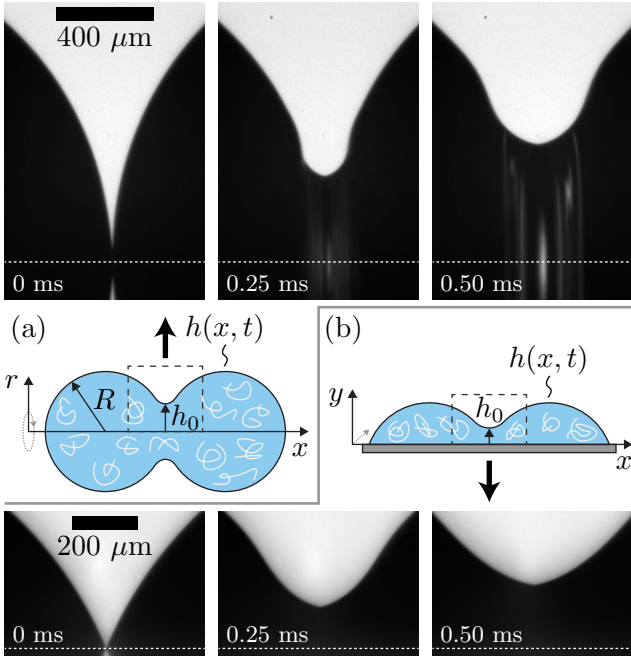 400 μm
0 ms
0.25 ms
0.50 ms
(a)
h(x, t)
r
R
h₀
x
(b)
h(x, t)
y
h₀
x
200 μm
0 ms
0.25 ms
0.50 ms